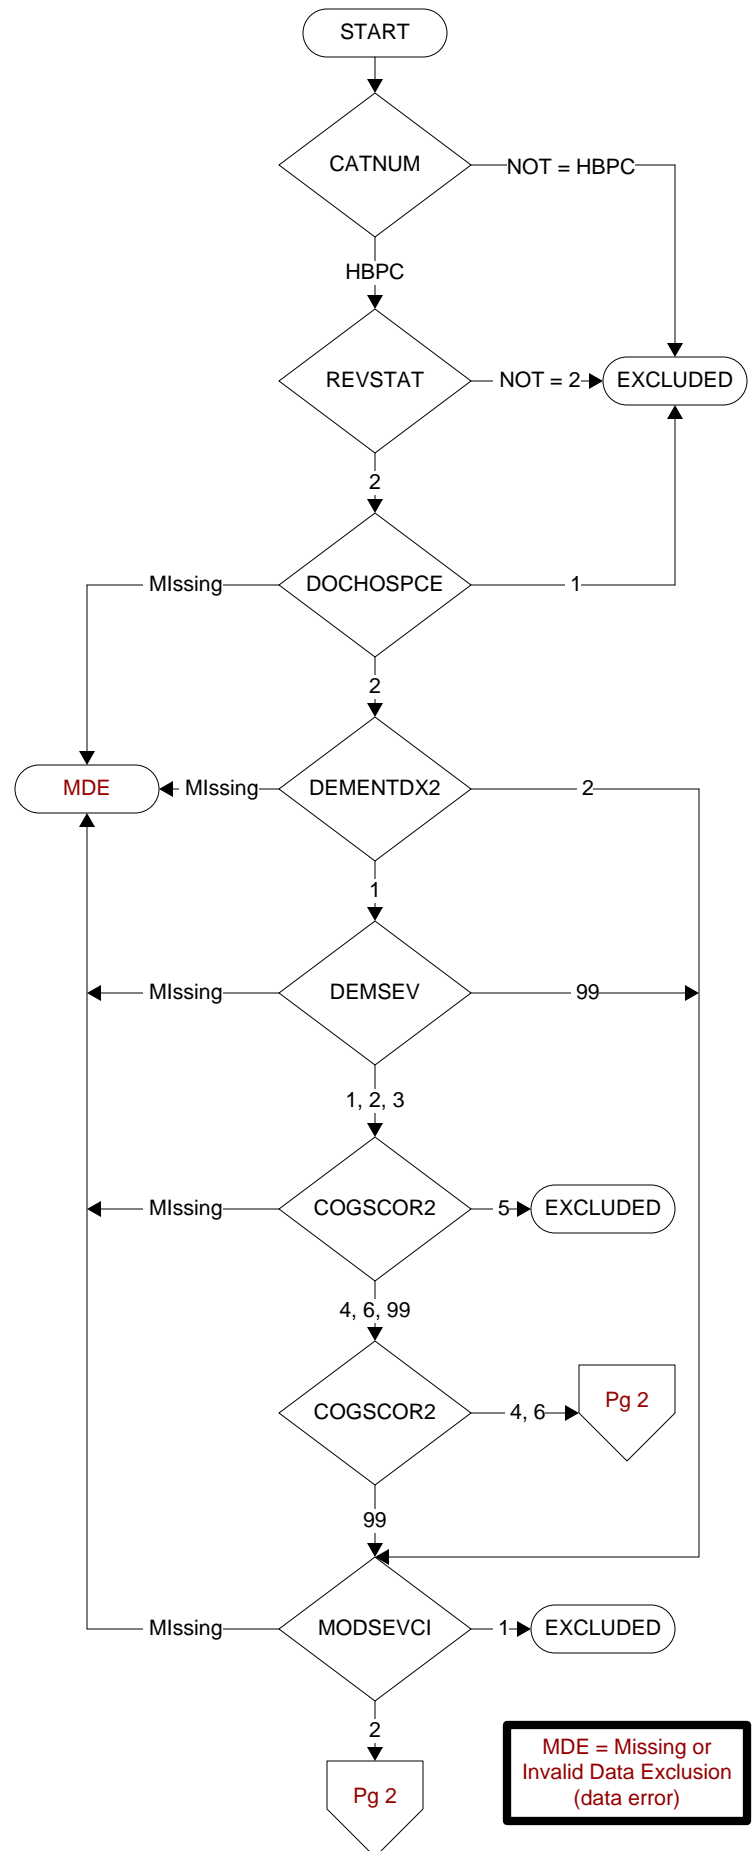 START
CATNUM
NOT = HBPC
HBPC
REVSTAT
NOT = 2
EXCLUDED
2
MIssing
DOCHOSPCE
1
2
MDE
MIssing
DEMENTDX2
2
1
MIssing
DEMSEV
99
1, 2, 3
MIssing
COGSCOR2
5
EXCLUDED
4, 6, 99
COGSCOR2
4, 6
Pg 2
99
MIssing
MODSEVCI
1
EXCLUDED
2
Pg 2
MDE = Missing or
Invalid Data Exclusion
(data error)